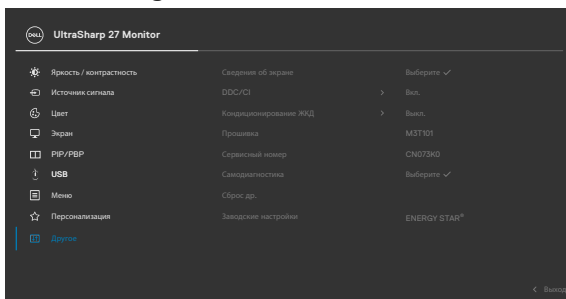 DELL UltraSharp 27 Monitor
Яркость / контрастность Сведения об экране Выберите ✓
Источник сигнала DDC/CI > Вкл.
Цвет Кондиционирование ЖКД > Выкл.
Экран Прошивка M3T101
PIP/PBP Сервисный номер CN073K0
USB Самодиагностика Выберите ✓
Меню Сброс др.
Персонализация Заводские настройки ENERGY STAR®
Другое
< Выход